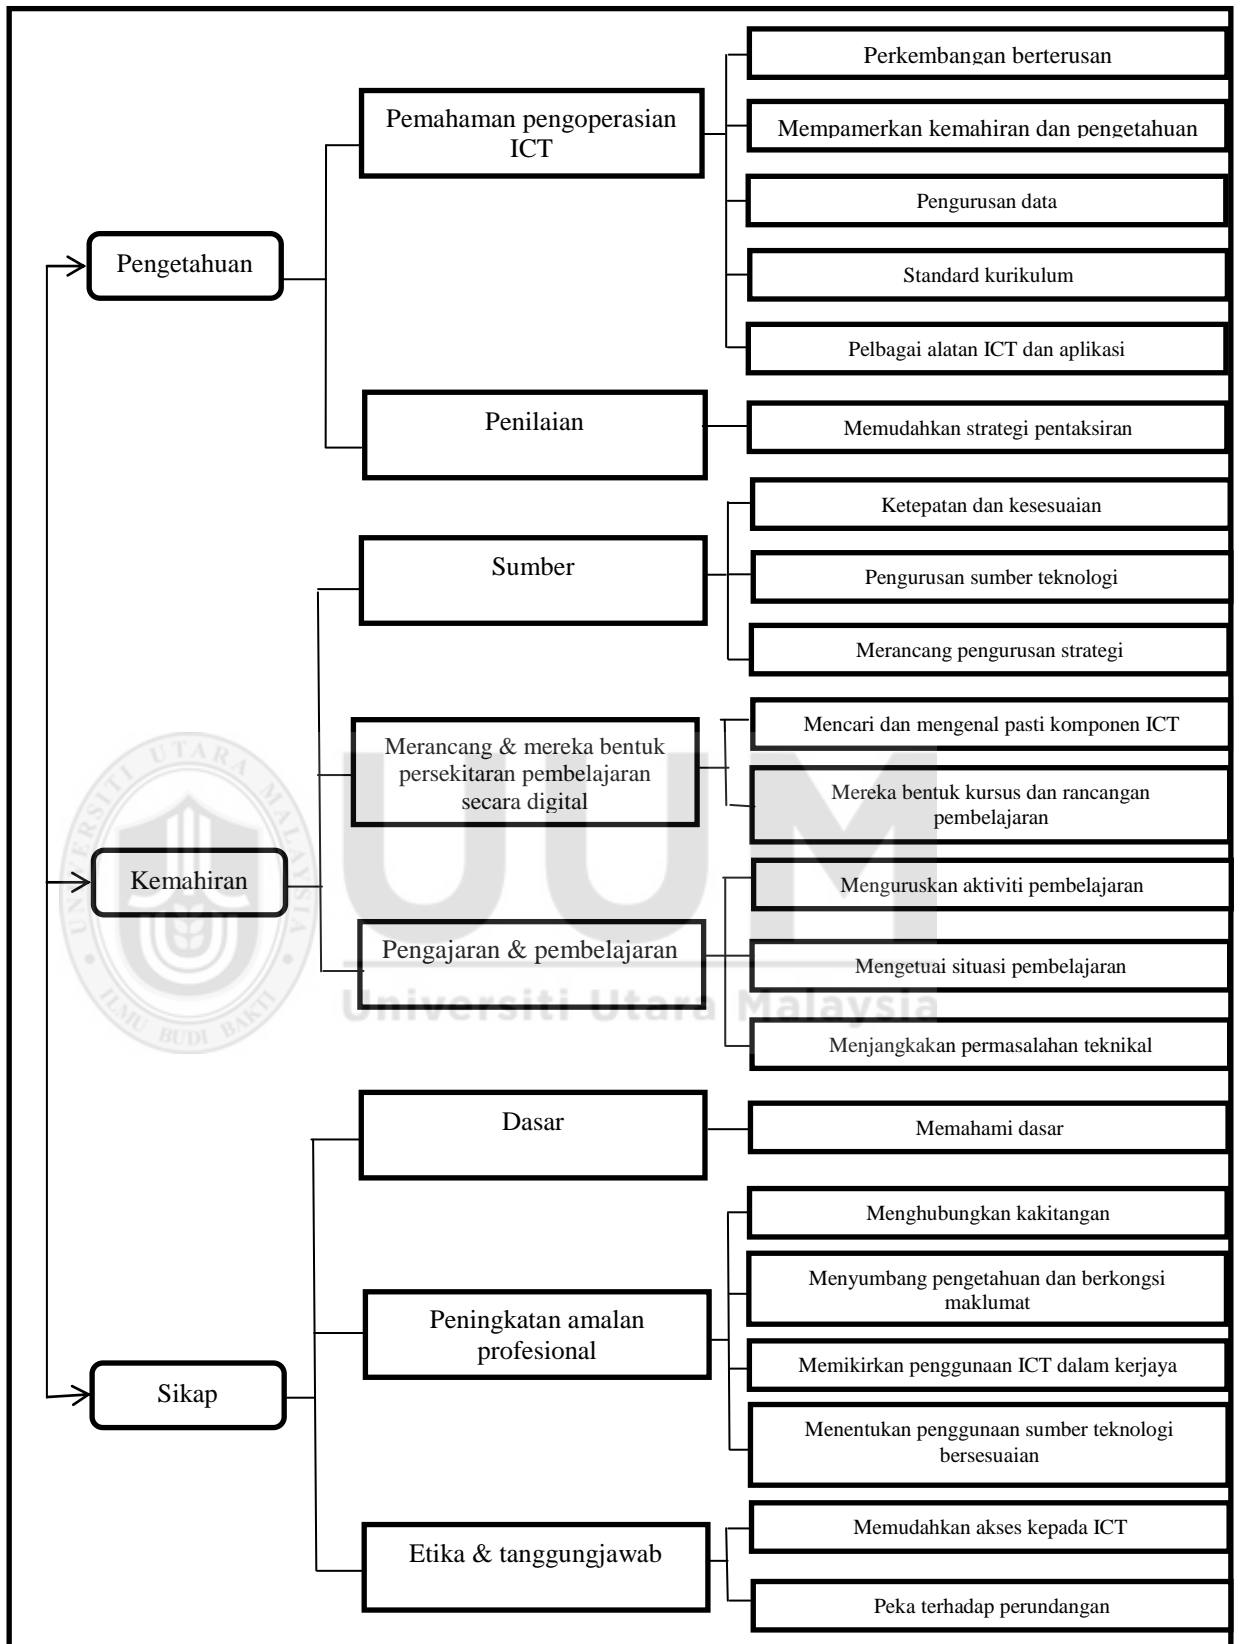 Perkembangan berterusan
Pemahaman pengoperasian
ICT
Mempamerkan kemahiran dan pengetahuan
Pengurusan data
Pengetahuan
Standard kurikulum
Pelbagai alatan ICT dan aplikasi
Penilaian
Memudahkan strategi pentaksiran
Ketepatan dan kesesuaian
Sumber
Pengurusan sumber teknologi
Merancang pengurusan strategi
Mencari dan mengenal pasti komponen ICT
Merancang & mereka bentuk
persekitaran pembelajaran
secara digital
Mereka bentuk kursus dan rancangan
pembelajaran
Kemahiran
Menguruskan aktiviti pembelajaran
Pengajaran & pembelajaran
Mengetuai situasi pembelajaran
Menjangkakan permasalahan teknikal
UNIVERSITI UTARA MALAYSIA
ILMU BUDI BAKTI
UUM
Universiti Utara Malaysia
Dasar
Memahami dasar
Menghubungkan kakitangan
Menyumbang pengetahuan dan berkongsi
maklumat
Peningkatan amalan
profesional
Memikirkan penggunaan ICT dalam kerjaya
Sikap
Menentukan penggunaan sumber teknologi
bersesuaian
Memudahkan akses kepada ICT
Etika & tanggungjawab
Peka terhadap perundangan